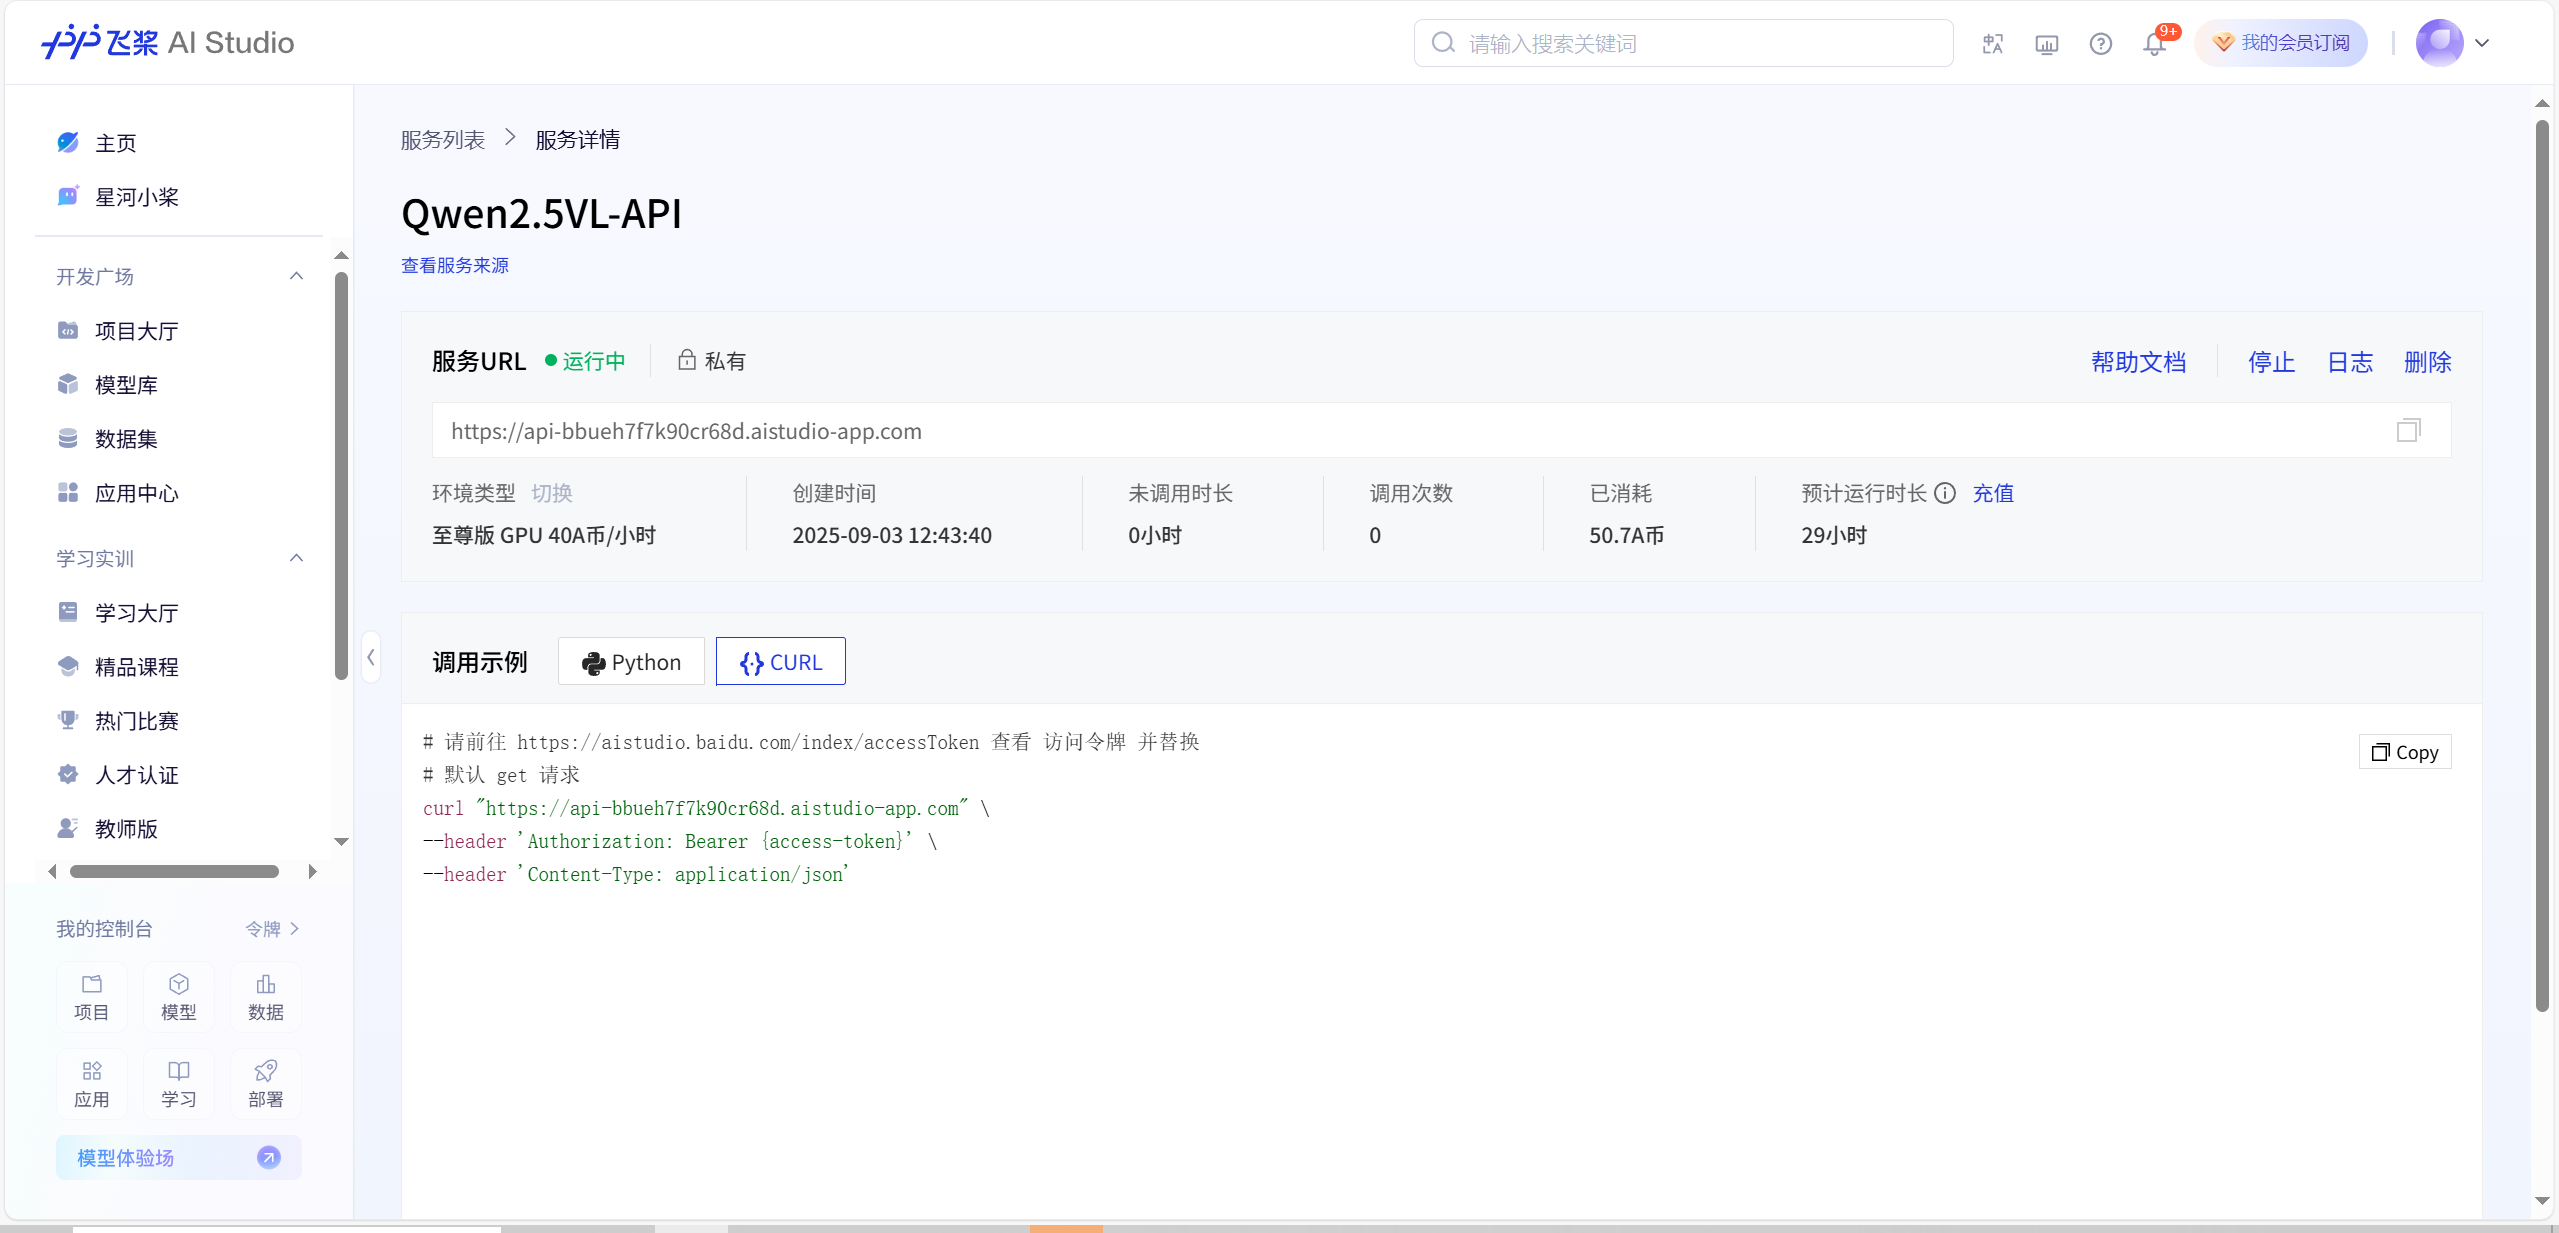 飞桨 AI Studio
请输入搜索关键词
9+
我的会员订阅
主页
星河小桨
开发广场
项目大厅
模型库
数据集
应用中心
学习实训
学习大厅
精品课程
热门比赛
人才认证
教师版
我的控制台
令牌
项目
模型
数据
应用
学习
部署
模型体验场
服务列表 > 服务详情
Qwen2.5VL-API
查看服务来源
服务URL 运行中 私有
帮助文档 停止 日志 删除
https://api-bbueh7f7k90cr68d.aistudio-app.com
环境类型 切换 创建时间 未调用时长 调用次数 已消耗 预计运行时长 充值
至尊版 GPU 40A币/小时 2025-09-03 12:43:40 0小时 0 50.7A币 29小时
调用示例 Python CURL
# 请前往 https://aistudio.baidu.com/index/accessToken 查看 访问令牌 并替换
Copy
# 默认 get 请求
curl "https://api-bbueh7f7k90cr68d.aistudio-app.com" \
--header 'Authorization: Bearer {access-token}' \
--header 'Content-Type: application/json'